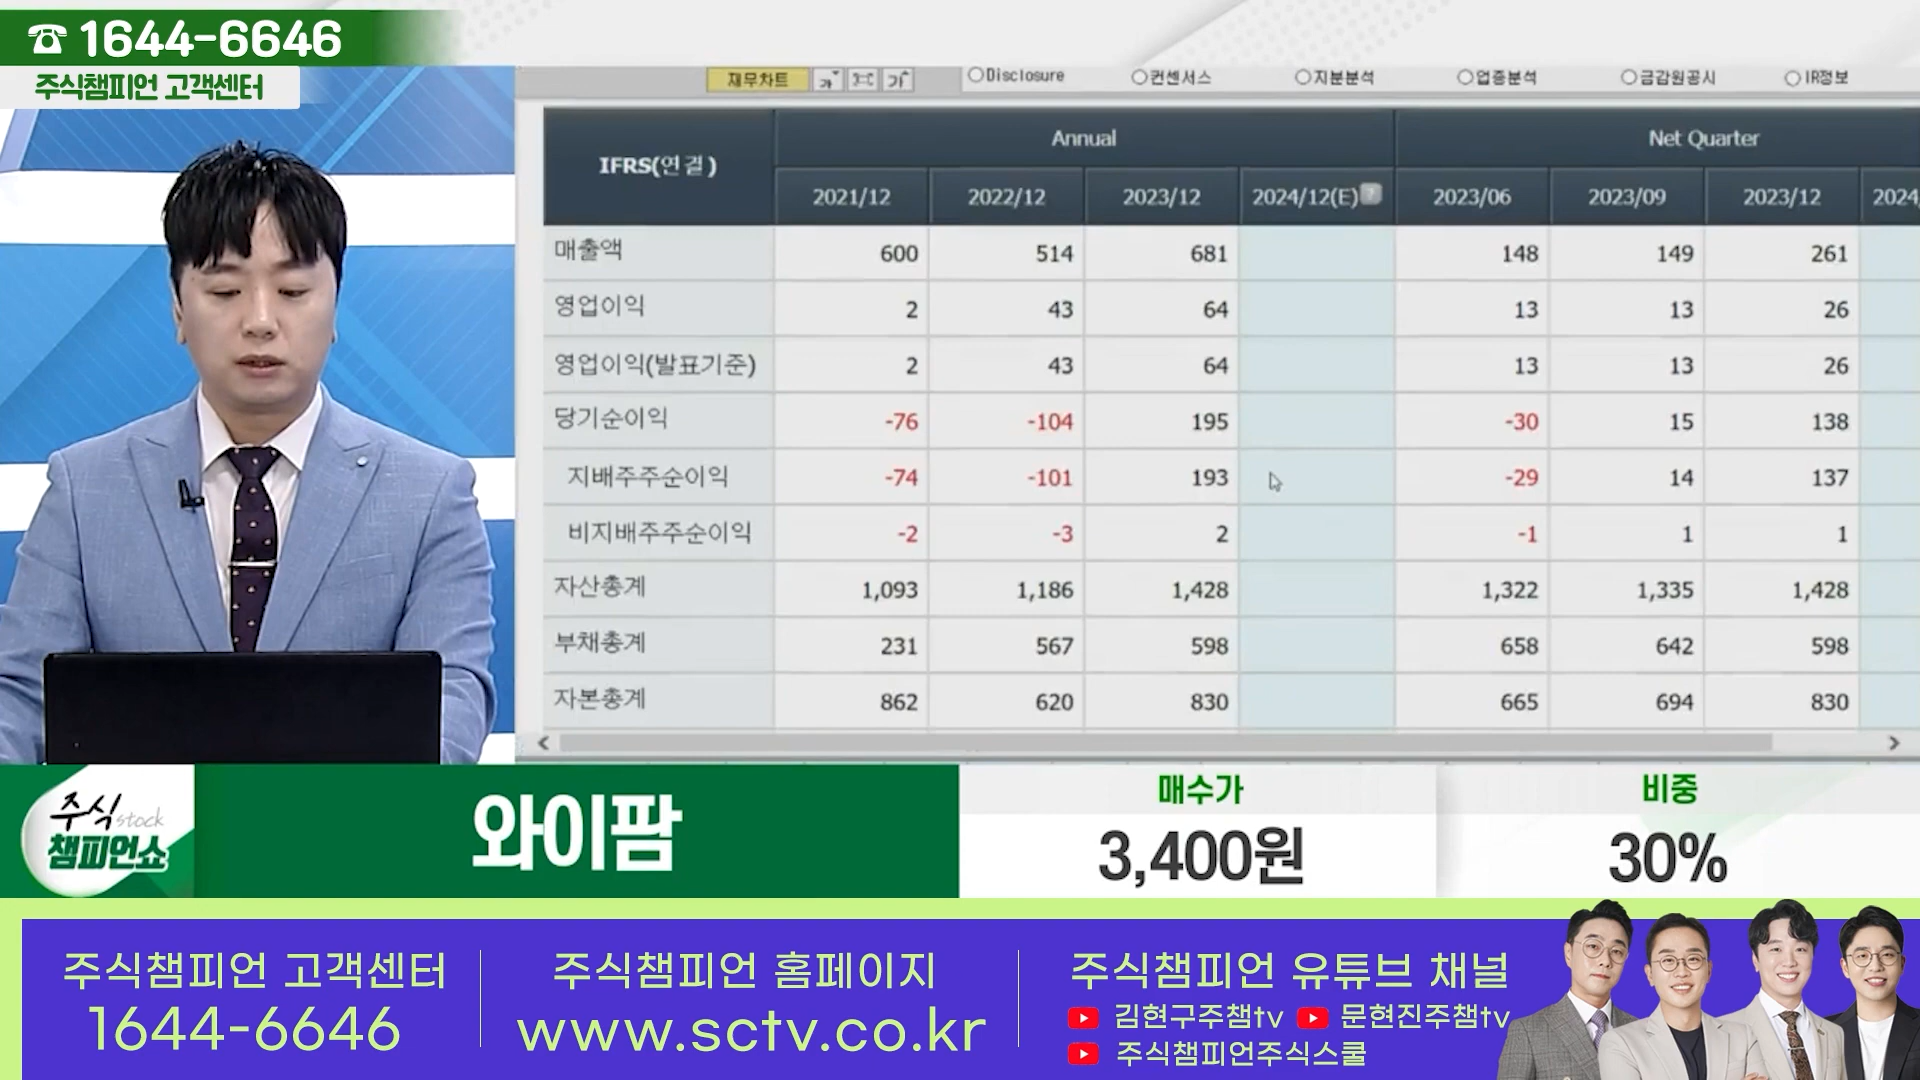 ☎ 1644-6646
주식챔피언 고객센터
재무차트
Disclosure 컨센서스 지분분석 업종분석 금감원공시 IR정보
IFRS(연결) Annual Net Quarter
2021/12 2022/12 2023/12 2024/12(E) 2023/06 2023/09 2023/12 2024/
매출액 600 514 681 148 149 261
영업이익 2 43 64 13 13 26
영업이익(발표기준) 2 43 64 13 13 26
당기순이익 -76 -104 195 -30 15 138
지배주주순이익 -74 -101 193 -29 14 137
비지배주주순이익 -2 -3 2 -1 1 1
자산총계 1,093 1,186 1,428 1,322 1,335 1,428
부채총계 231 567 598 658 642 598
자본총계 862 620 830 665 694 830
주식 stock
챔피언쇼
와이팜
매수가
3,400원
비중
30%
주식챔피언 고객센터
1644-6646
주식챔피언 홈페이지
www.sctv.co.kr
주식챔피언 유튜브 채널
김현구주챔tv 문현진주챔tv
주식챔피언주식스쿨